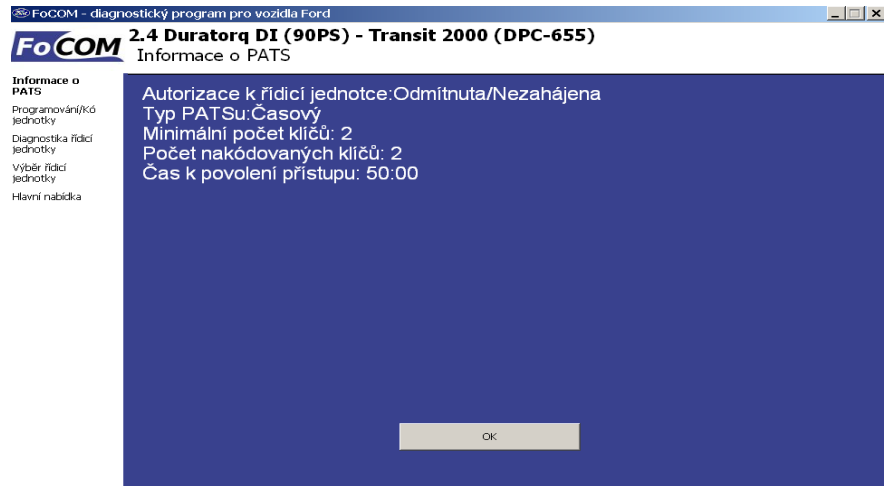 FoCOM - diagnostický program pro vozidla Ford
FoCOM
2.4 Duratorq DI (90PS) - Transit 2000 (DPC-655)
Informace o PATS
Informace o
PATS
Programování/Kó
jednotky
Diagnostika řídicí
jednotky
Výběr řídicí
jednotky
Hlavní nabídka
Autorizace k řídicí jednotce:Odmítnuta/Nezahájena
Typ PATSu:Časový
Minimální počet klíčů: 2
Počet nakódovaných klíčů: 2
Čas k povolení přístupu: 50:00
OK